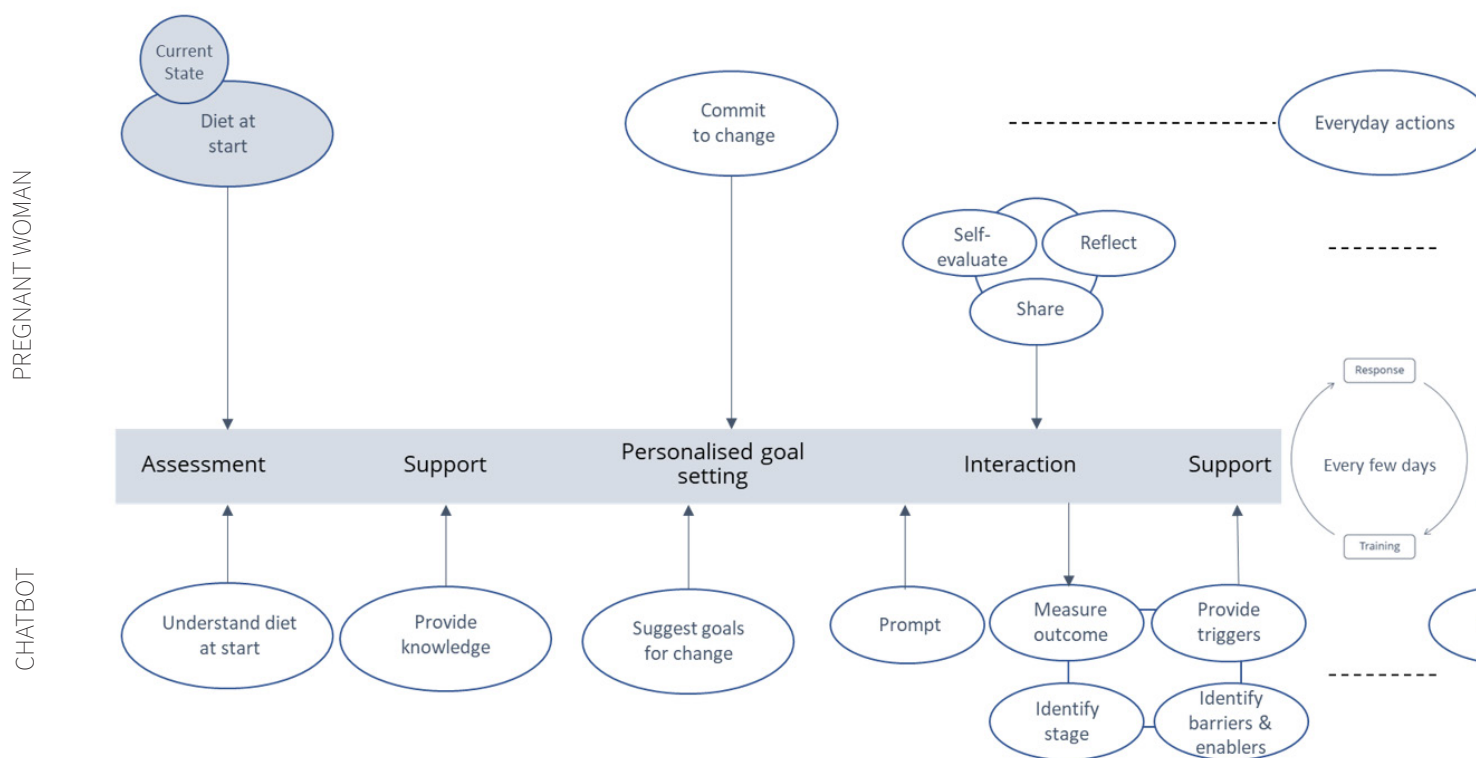 Current
State
Diet at
start
Commit
to change
Everyday actions
PREGNANT WOMAN
Self-
evaluate
Reflect
Share
Response
Every few days
Training
Assessment
Support
Personalised goal
setting
Interaction
Support
CHATBOT
Understand diet
at start
Provide
knowledge
Suggest goals
for change
Prompt
Measure
outcome
Provide
triggers
Identify
stage
Identify
barriers &
enablers